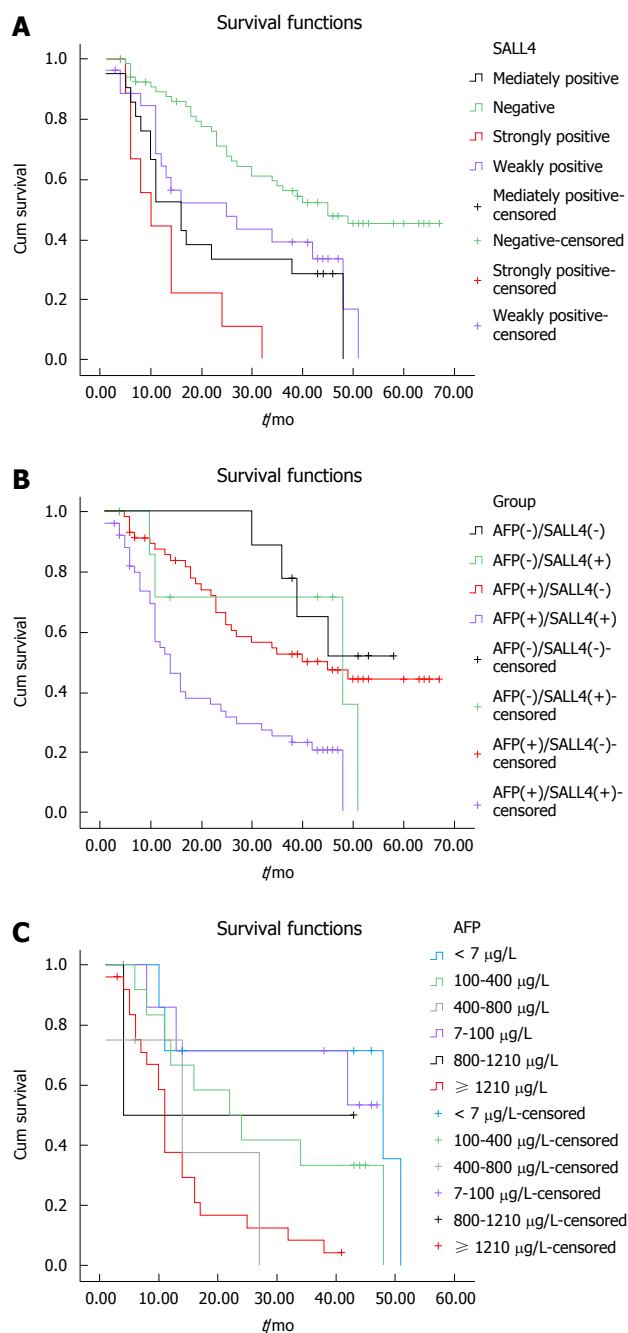 A
Survival functions
1.0
0.8
0.6
0.4
0.2
0.0
Cum survival
0.00 10.00 20.00 30.00 40.00 50.00 60.00 70.00
t/mo
SALL4
Mediately positive
Negative
Strongly positive
Weakly positive
Mediately positive-
censored
Negative-censored
Strongly positive-
censored
Weakly positive-
censored
B
Survival functions
1.0
0.8
0.6
0.4
0.2
0.0
Cum survival
0.00 10.00 20.00 30.00 40.00 50.00 60.00 70.00
t/mo
Group
AFP(-)/SALL4(-)
AFP(-)/SALL4(+)
AFP(+)/SALL4(-)
AFP(+)/SALL4(+)
AFP(-)/SALL4(-)-
censored
AFP(-)/SALL4(+)-
censored
AFP(+)/SALL4(-)-
censored
AFP(+)/SALL4(+)-
censored
C
Survival functions
1.0
0.8
0.6
0.4
0.2
0.0
Cum survival
0.00 10.00 20.00 30.00 40.00 50.00 60.00
t/mo
AFP
< 7 μg/L
100-400 μg/L
400-800 μg/L
7-100 μg/L
800-1210 μg/L
≥ 1210 μg/L
< 7 μg/L-censored
100-400 μg/L-censored
400-800 μg/L-censored
7-100 μg/L-censored
800-1210 μg/L-censored
≥ 1210 μg/L-censored